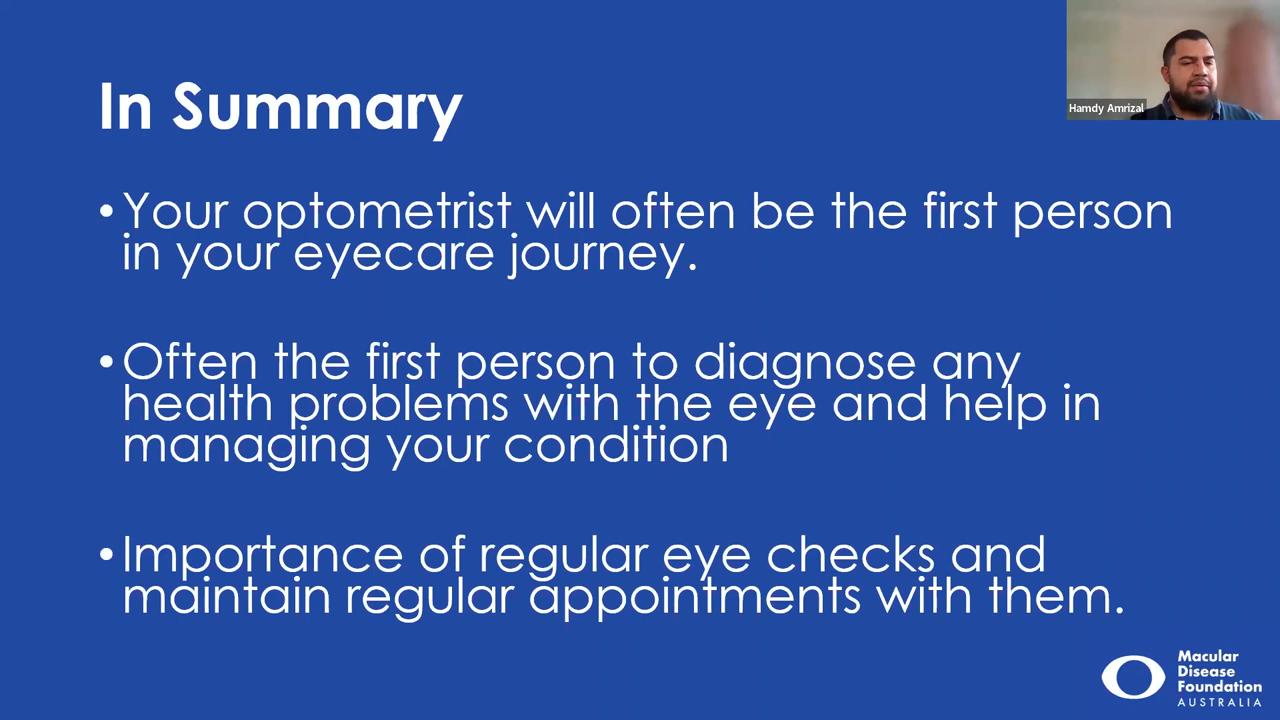 Hamdy Amrizal
In Summary
• Your optometrist will often be the first person
in your eyecare journey.
• Often the first person to diagnose any
health problems with the eye and help in
managing your condition
• Importance of regular eye checks and
maintain regular appointments with them.
Macular
Disease
Foundation
AUSTRALIA